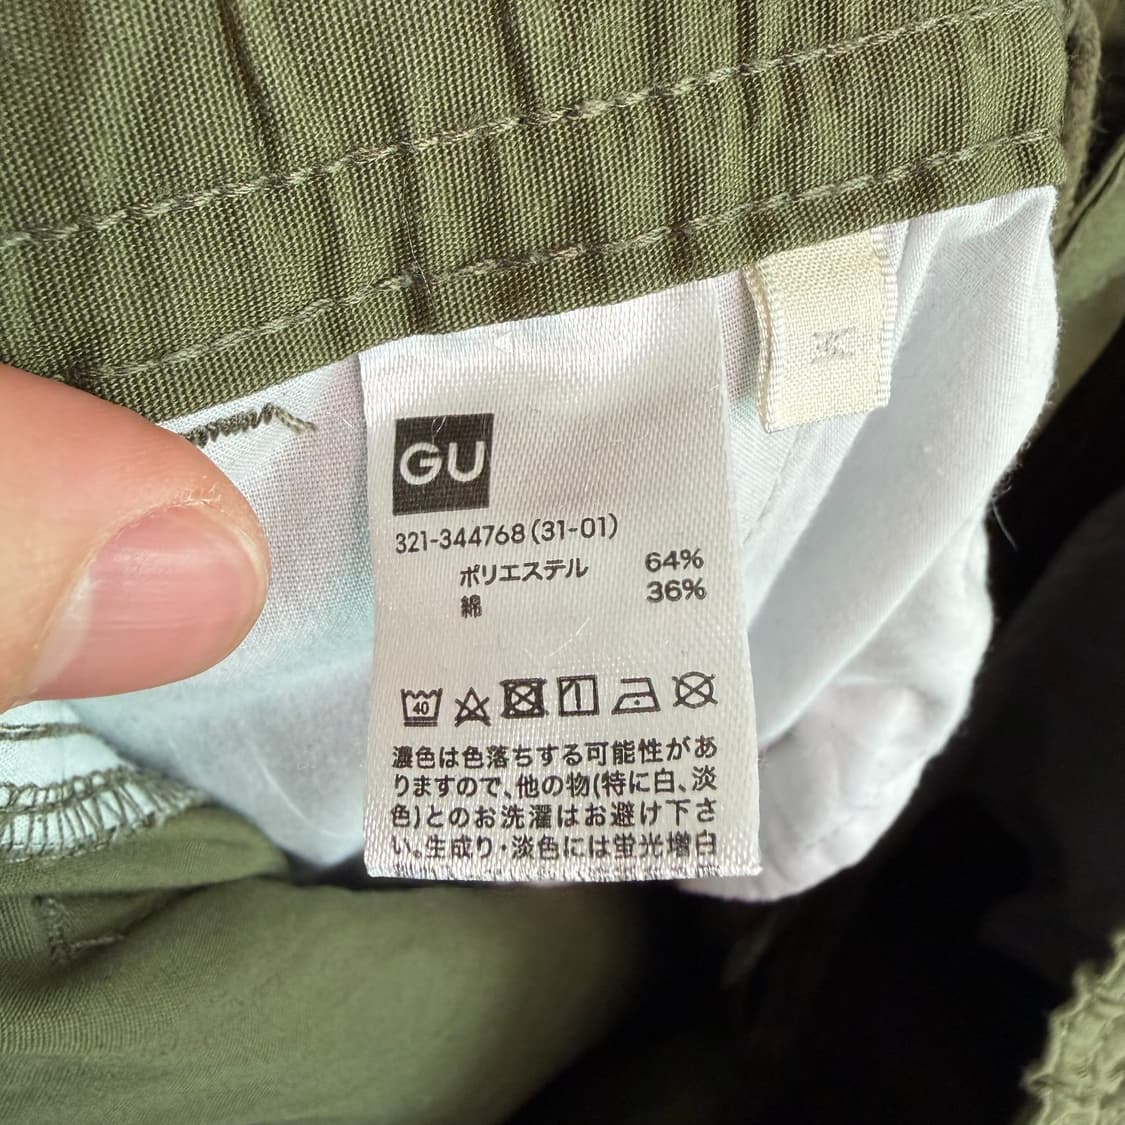 GU
321-344768(31-01)
ポリエステル 64%
綿 36%
40
濃色は色落ちする可能性があ
りますので、他の物(特に白、淡
色)とのお洗濯はお避け下さ
い。生成り・淡色には蛍光増白